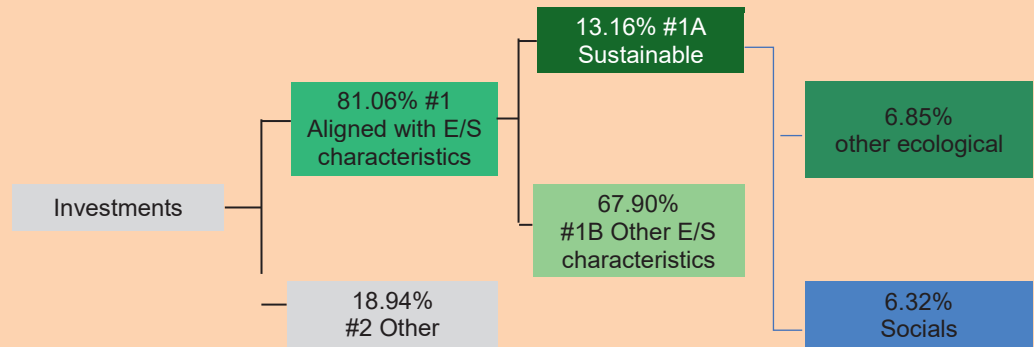 Investments
81.06% #1
Aligned with E/S
characteristics
18.94%
#2 Other
13.16% #1A
Sustainable
67.90%
#1B Other E/S
characteristics
6.85%
other ecological
6.32%
Socials